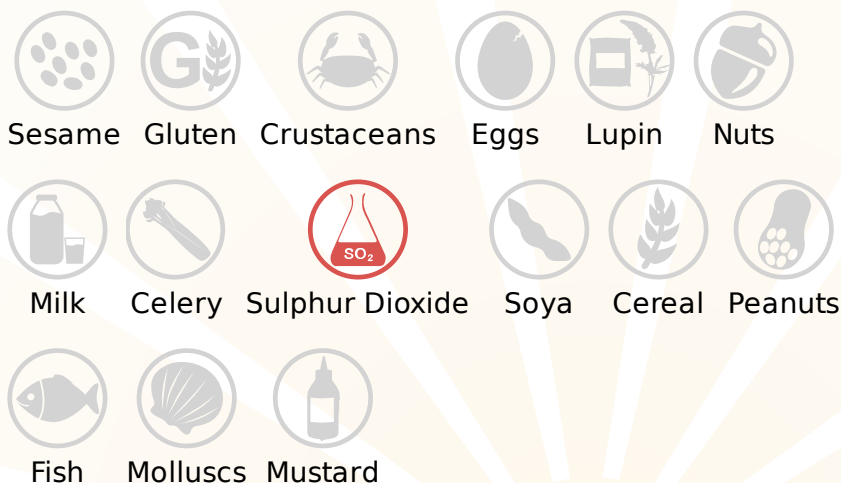 G
Sesame Gluten Crustaceans Eggs Lupin Nuts
SO₂
Milk Celery Sulphur Dioxide Soya Cereal Peanuts
Fish Molluscs Mustard